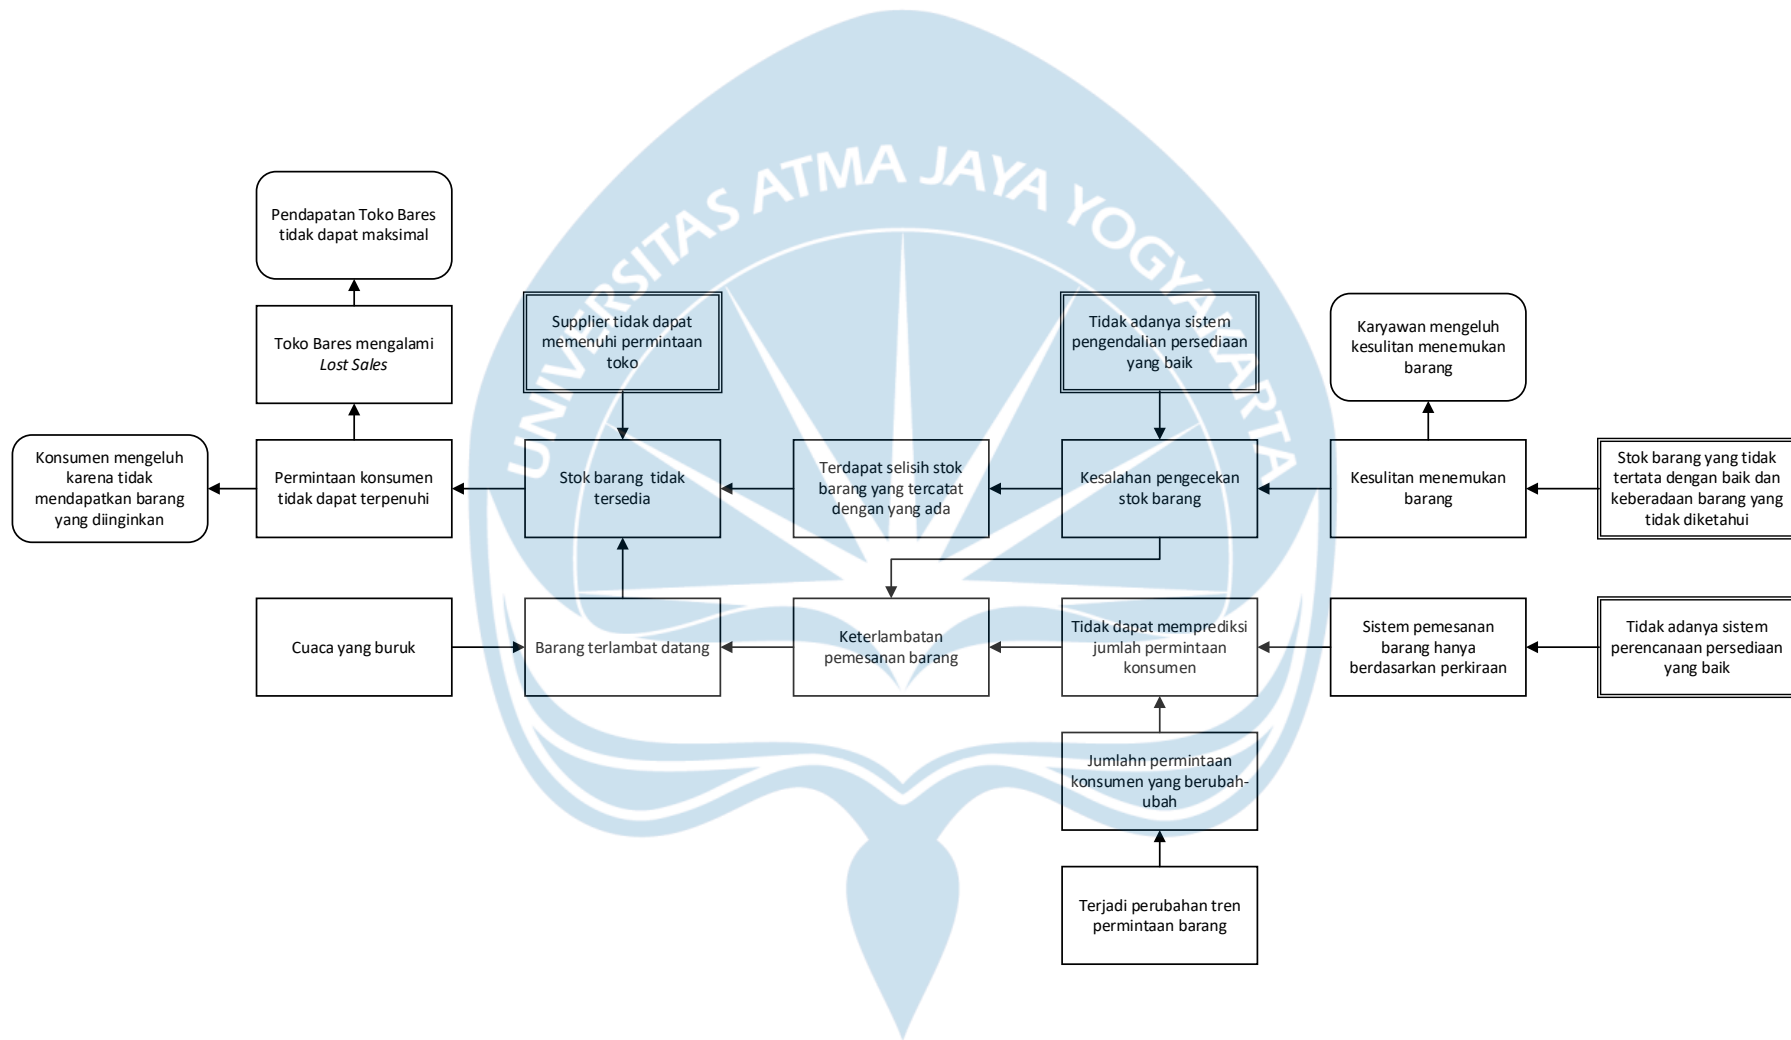 UNIVERSITAS ATMA JAYA YOGYAKARTA
Pendapatan Toko Bares
tidak dapat maksimal
Toko Bares mengalami
Lost Sales
Supplier tidak dapat
memenuhi permintaan
toko
Tidak adanya sistem
pengendalian persediaan
yang baik
Karyawan mengeluh
kesulitan menemukan
barang
Konsumen mengeluh
karena tidak
mendapatkan barang
yang diinginkan
Permintaan konsumen
tidak dapat terpenuhi
Stok barang  tidak
tersedia
Terdapat selisih stok
barang yang tercatat
dengan yang ada
Kesalahan pengecekan
stok barang
Kesulitan menemukan
barang
Stok barang yang tidak
tertata dengan baik dan
keberadaan barang yang
tidak diketahui
Cuaca yang buruk
Barang terlambat datang
Keterlambatan
pemesanan barang
Tidak dapat memprediksi
jumlah permintaan
konsumen
Sistem pemesanan
barang hanya
berdasarkan perkiraan
Tidak adanya sistem
perencanaan persediaan
yang baik
Jumlahn permintaan
konsumen yang berubah-
ubah
Terjadi perubahan tren
permintaan barang